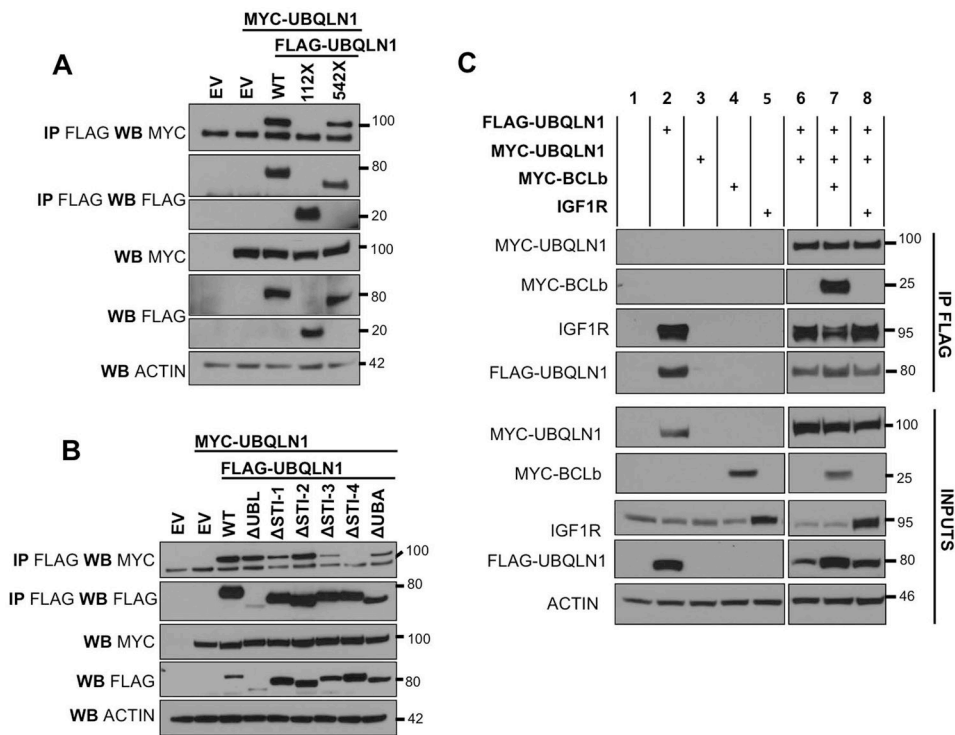 A
MYC-UBQLN1
FLAG-UBQLN1
EV EV WT 112X 542X
IP FLAG WB MYC 100
IP FLAG WB FLAG 80
20
WB MYC 100
WB FLAG 80
20
WB ACTIN 42
B
MYC-UBQLN1
FLAG-UBQLN1
EV EV WT ΔUBL ΔSTI-1 ΔSTI-2 ΔSTI-3 ΔSTI-4 ΔUBA
IP FLAG WB MYC 100
IP FLAG WB FLAG 80
WB MYC 100
WB FLAG 80
WB ACTIN 42
C
1 2 3 4 5 6 7 8
FLAG-UBQLN1 + + + +
MYC-UBQLN1 + + + +
MYC-BCLb + +
IGF1R + +
MYC-UBQLN1 100
MYC-BCLb 25
IGF1R 95
FLAG-UBQLN1 80
IP FLAG
MYC-UBQLN1 100
MYC-BCLb 25
IGF1R 95
FLAG-UBQLN1 80
ACTIN 46
INPUTS